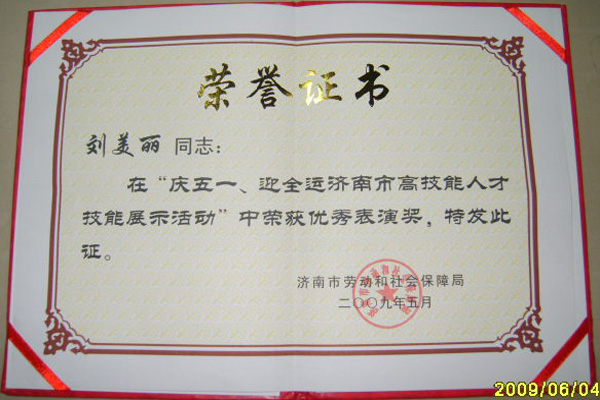 荣誉证书
刘美丽 同志：
在“庆五一、迎全运济南市高技能人才
技能展示活动”中荣获优秀表演奖，特发此
证。
济南市劳动和社会保障局
二〇〇九年五月
2009/06/04